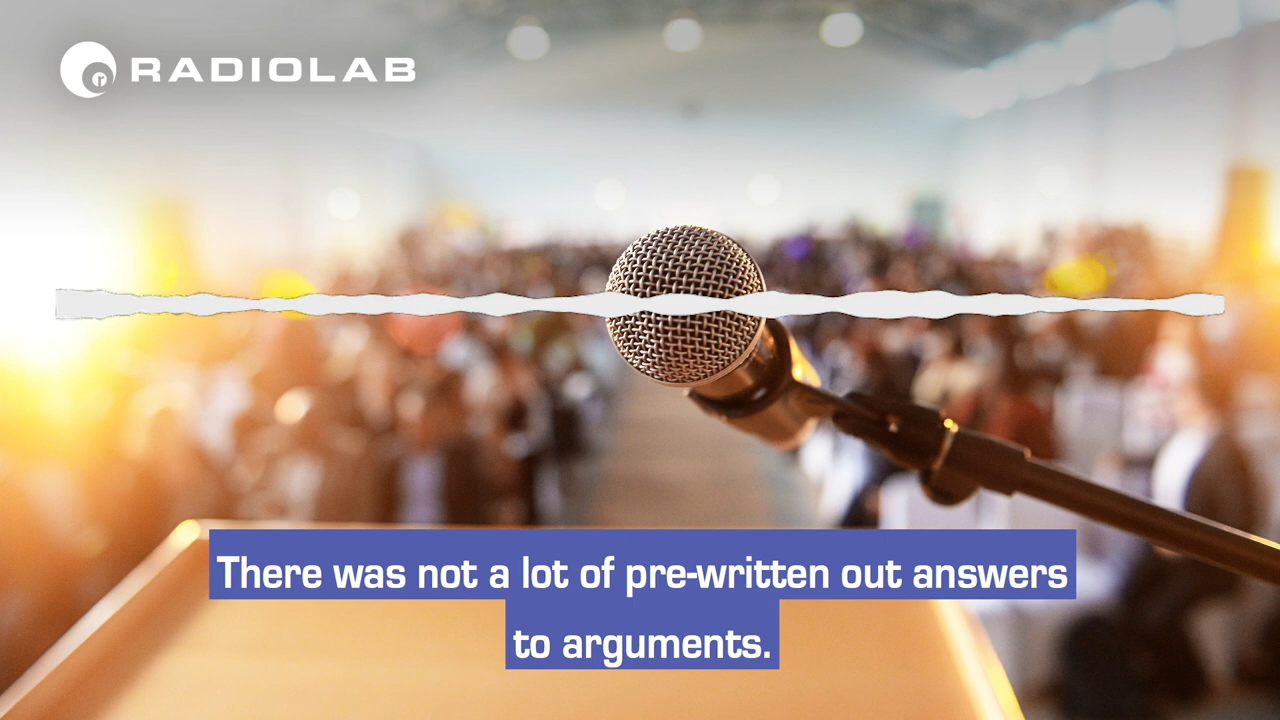 RADIOLAB
There was not a lot of pre-written out answers
to arguments.